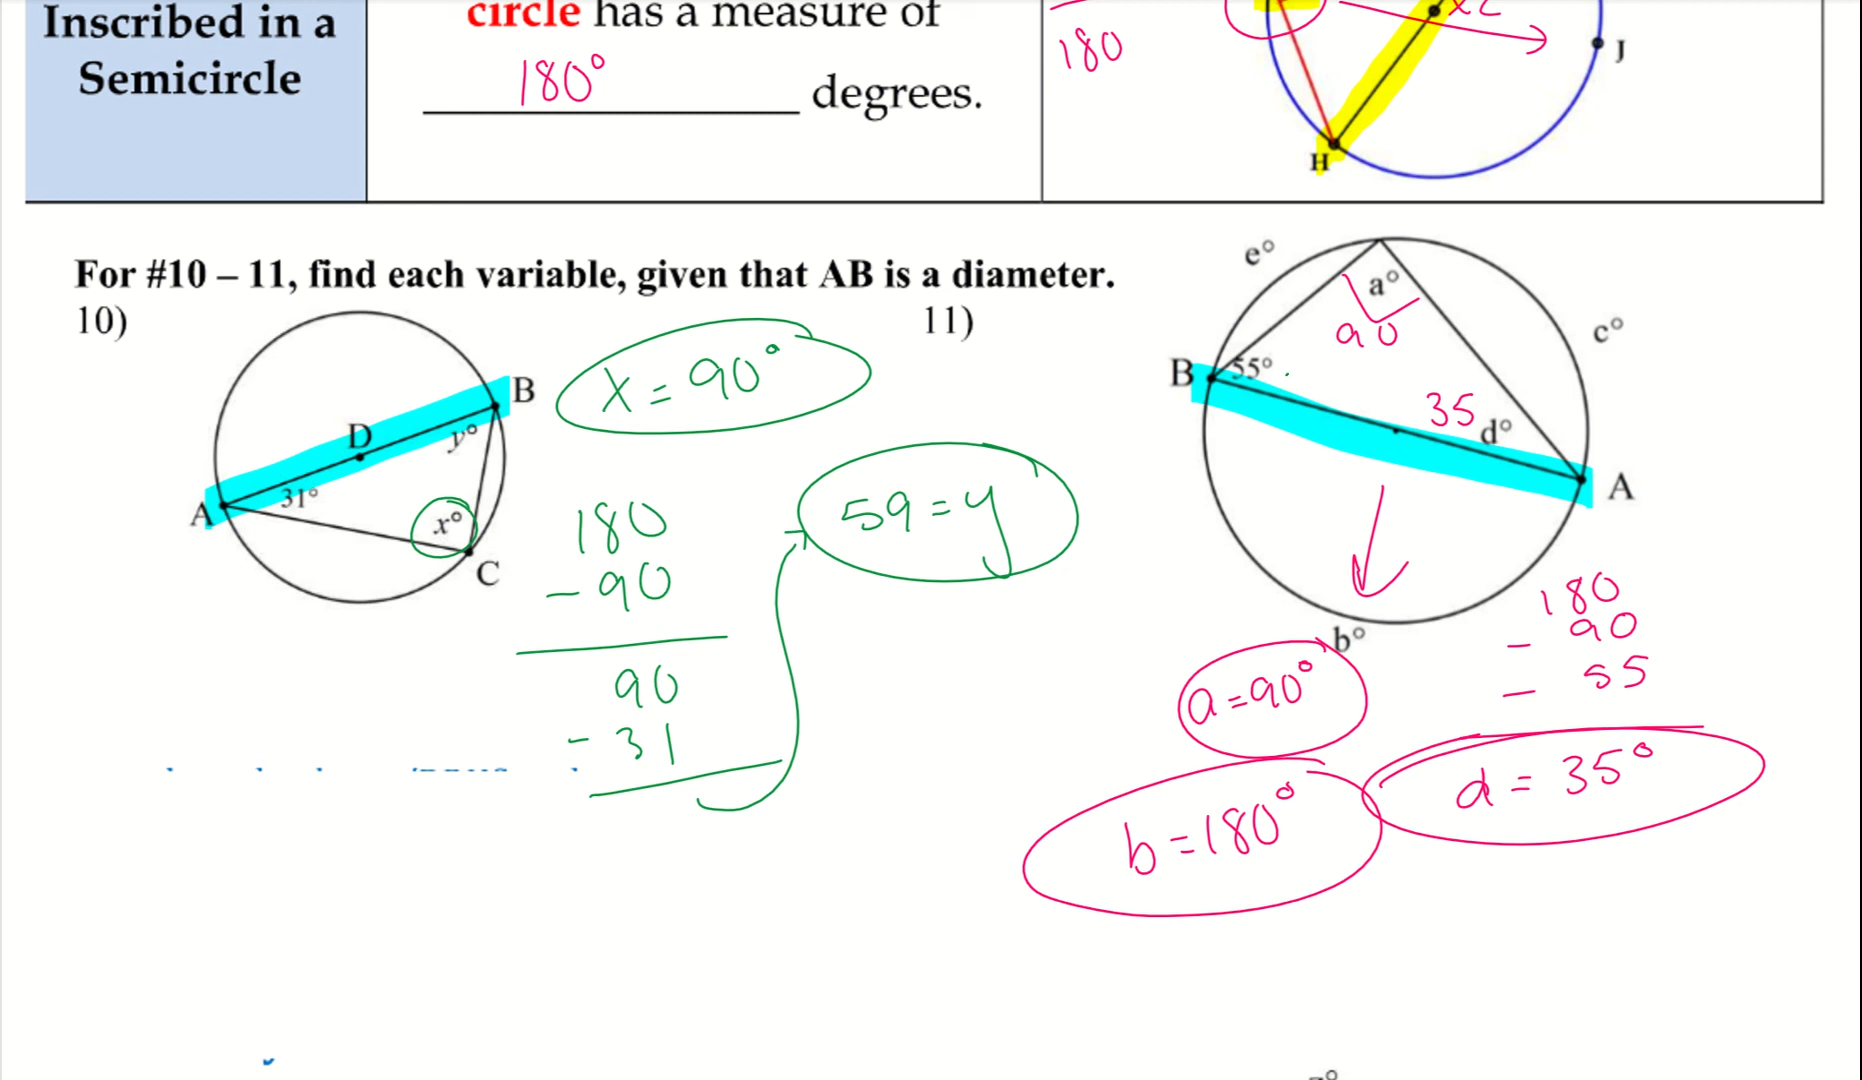 Inscribed in a
Semicircle
circle has a measure of
180° degrees.
180
x2
J
H
For #10 – 11, find each variable, given that AB is a diameter.
10)
A
B
C
D
31°
y°
x°
x = 90°
180
- 90
90
- 31
59 = y
11)
e°
a°
90
c°
B
55°
35
d°
A
b°
180
- 90
- 55
a = 90°
d = 35°
b = 180°